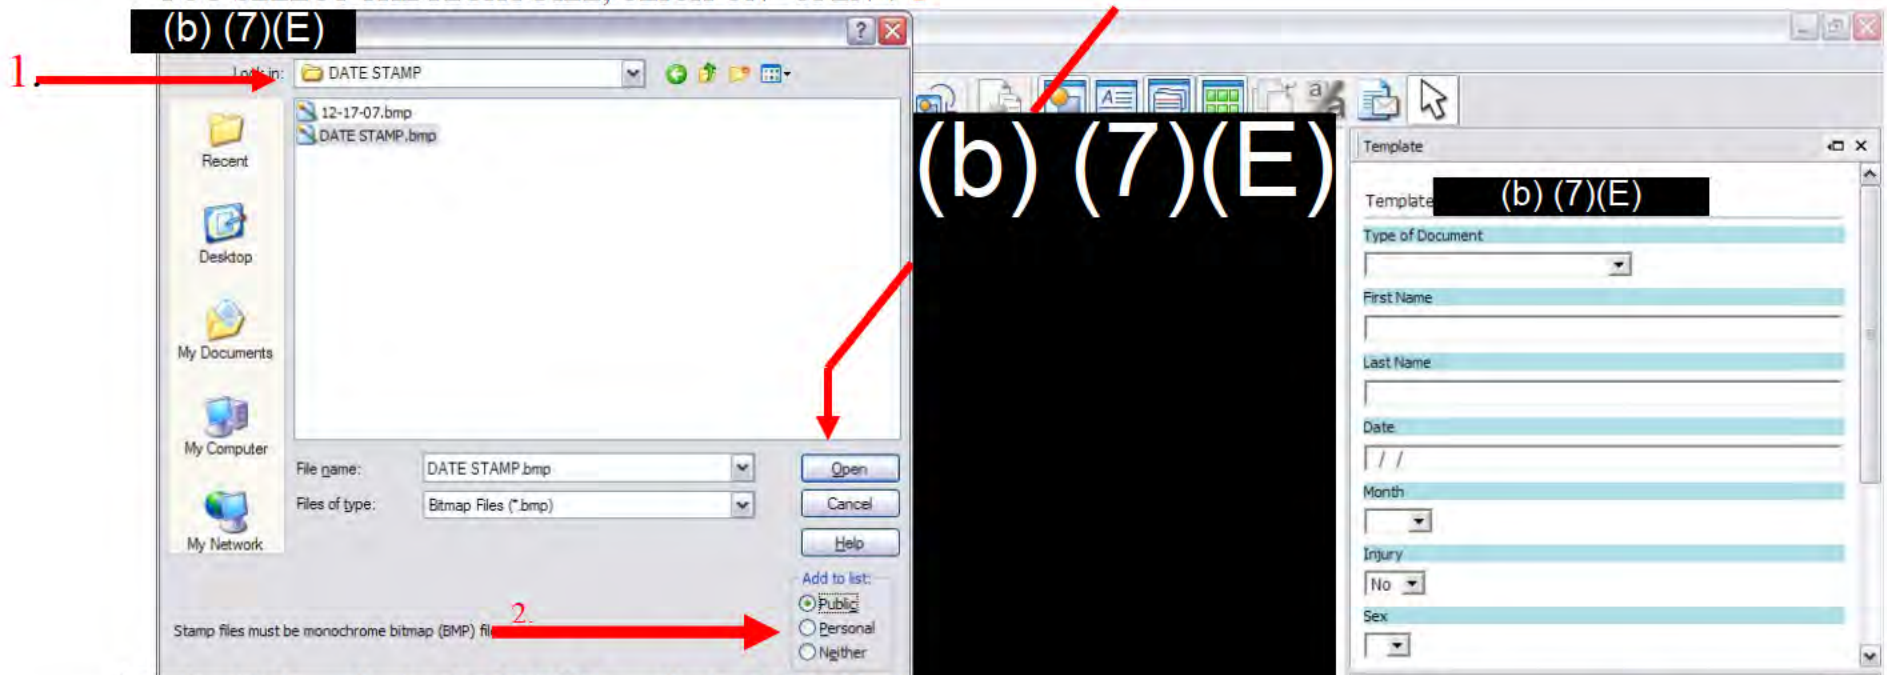 (b) (7)(E)
1.
Look in:
DATE STAMP
12-17-07.bmp
DATE STAMP.bmp
Recent
Desktop
My Documents
My Computer
My Network
File name:
DATE STAMP.bmp
Files of type:
Bitmap Files (*.bmp)
Open
Cancel
Help
Add to list:
Public
Personal
Neither
2.
Stamp files must be monochrome bitmap (BMP)
(b) (7)(E)
Template
Template
(b) (7)(E)
Type of Document
First Name
Last Name
Date
/ /
Month
Injury
No
Sex